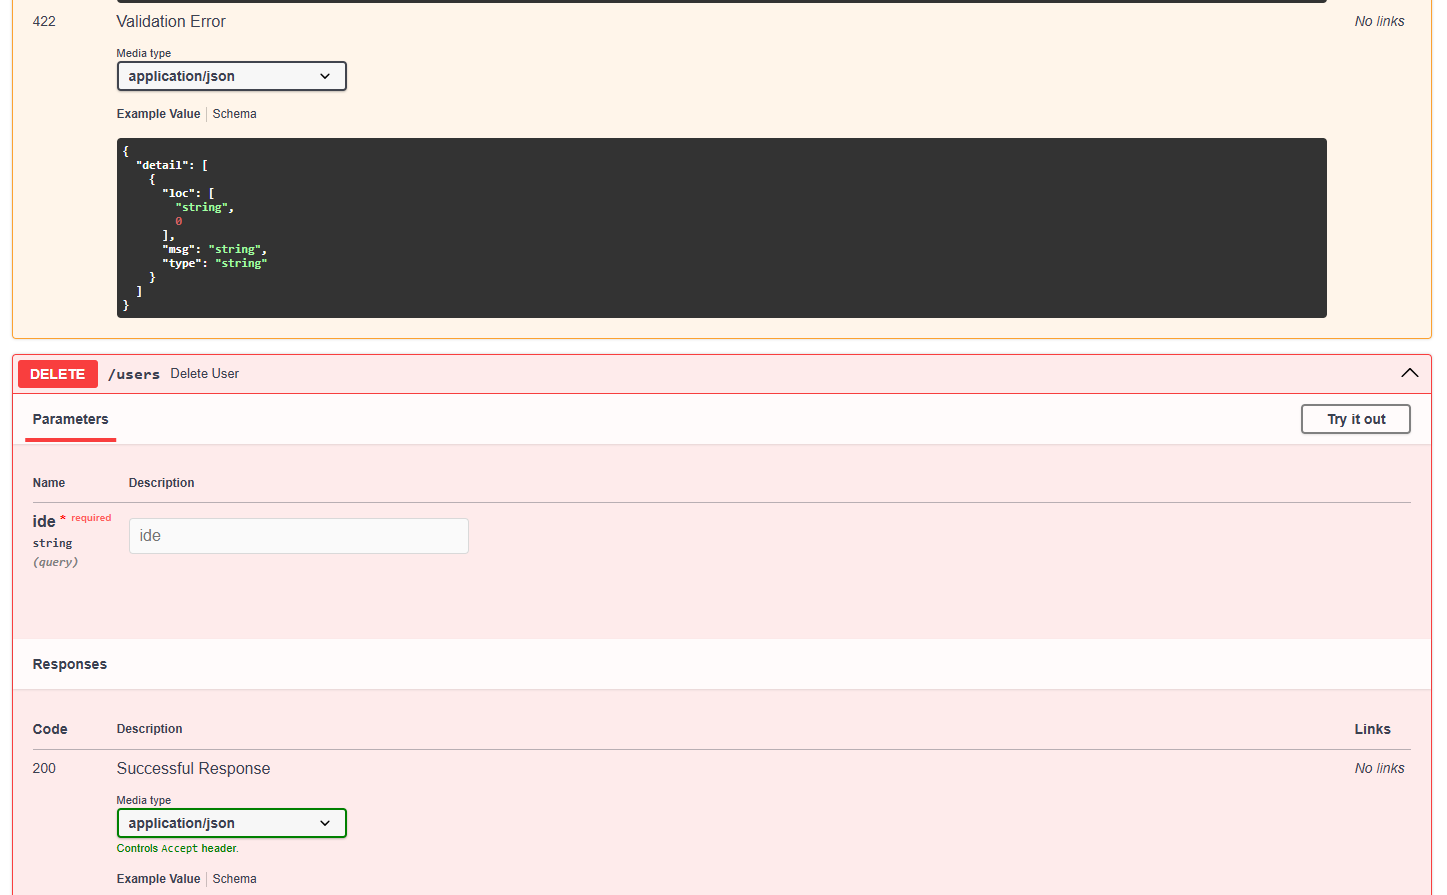 422 Validation Error No links
Media type
application/json
Example Value Schema
{
  "detail": [
    {
      "loc": [
        "string",
        0
      ],
      "msg": "string",
      "type": "string"
    }
  ]
}
DELETE /users Delete User
Parameters Try it out
Name Description
ide * required ide
string
(query)
Responses
Code Description Links
200 Successful Response No links
Media type
application/json
Controls Accept header.
Example Value Schema